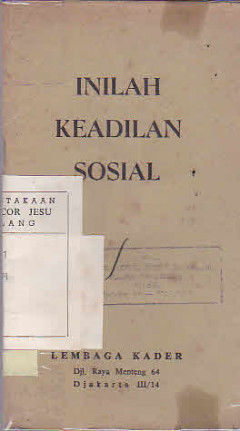 INILAH
KEADILAN
SOSIAL
TAKAAN
COR JESU
LANG
LEMBAGA KADER
Djl. Raya Menteng 64
Djakarta III/14